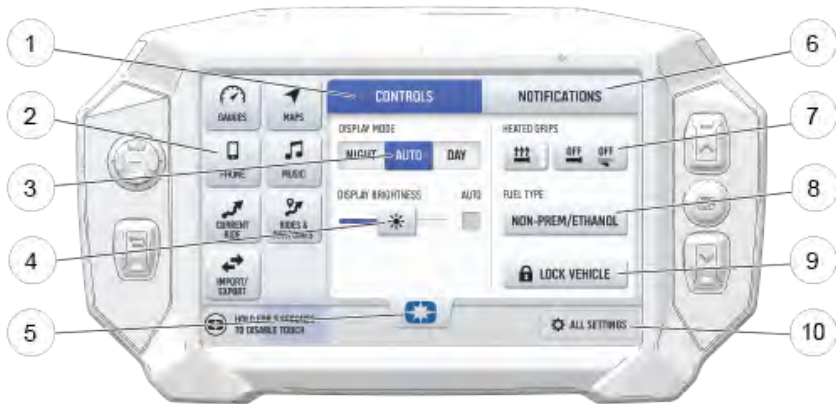 1
6
CONTROLS
NOTIFICATIONS
GAUGES
MAPS
DISPLAY MODE
HEATED GRIPS
7
2
NIGHT
AUTO
DAY
OFF
OFF
PHONE
MUSIC
3
DISPLAY BRIGHTNESS
AUTO
FUEL TYPE
8
NON-PREM/ETHANOL
CURRENT
RIDE
RIDES &
4
LOCK VEHICLE
9
IMPORT/
EXPORT
5
HOLD FOR
TO DISABLE TOUCH
ALL SETTINGS
10